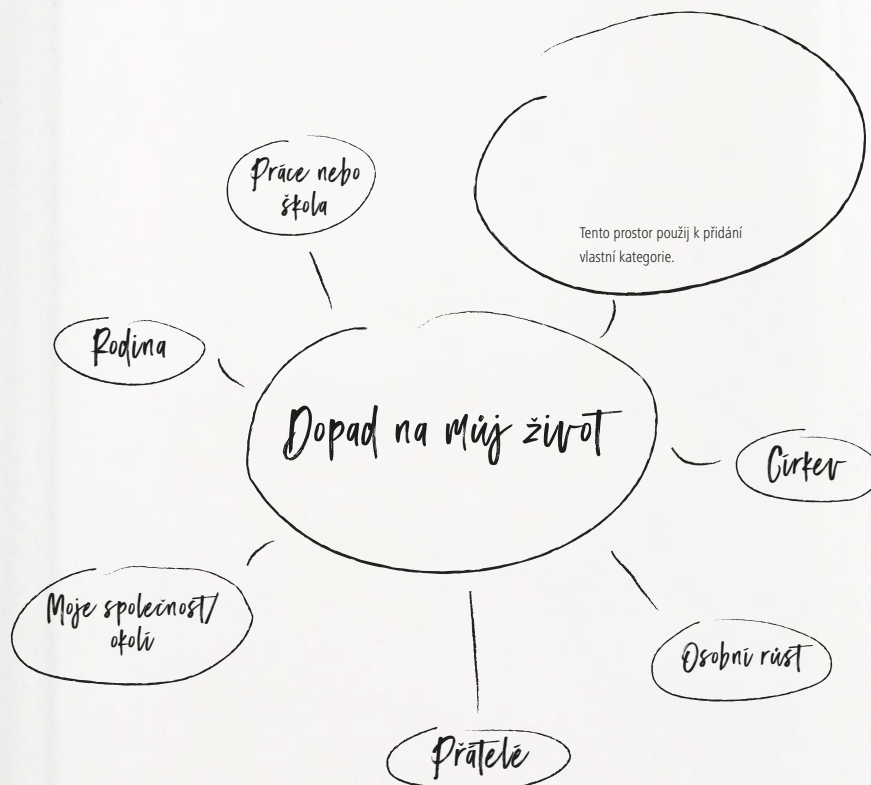 Práce nebo
škola
Tento prostor použij k přidání
vlastní kategorie.
Rodina
Dopad na můj život
Církev
Moje společnost/
okolí
Osobní růst
Přátelé